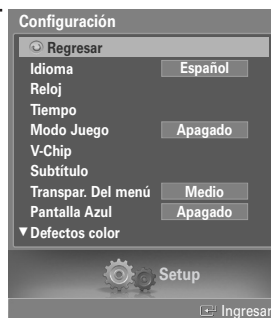 Configuración
Regresar
Idioma Español
Reloj
Tiempo
Modo Juego Apagado
V-Chip
Subtítulo
Transpar. Del menú Medio
Pantalla Azul Apagado
▼Defectos color
Setup
Ingresar